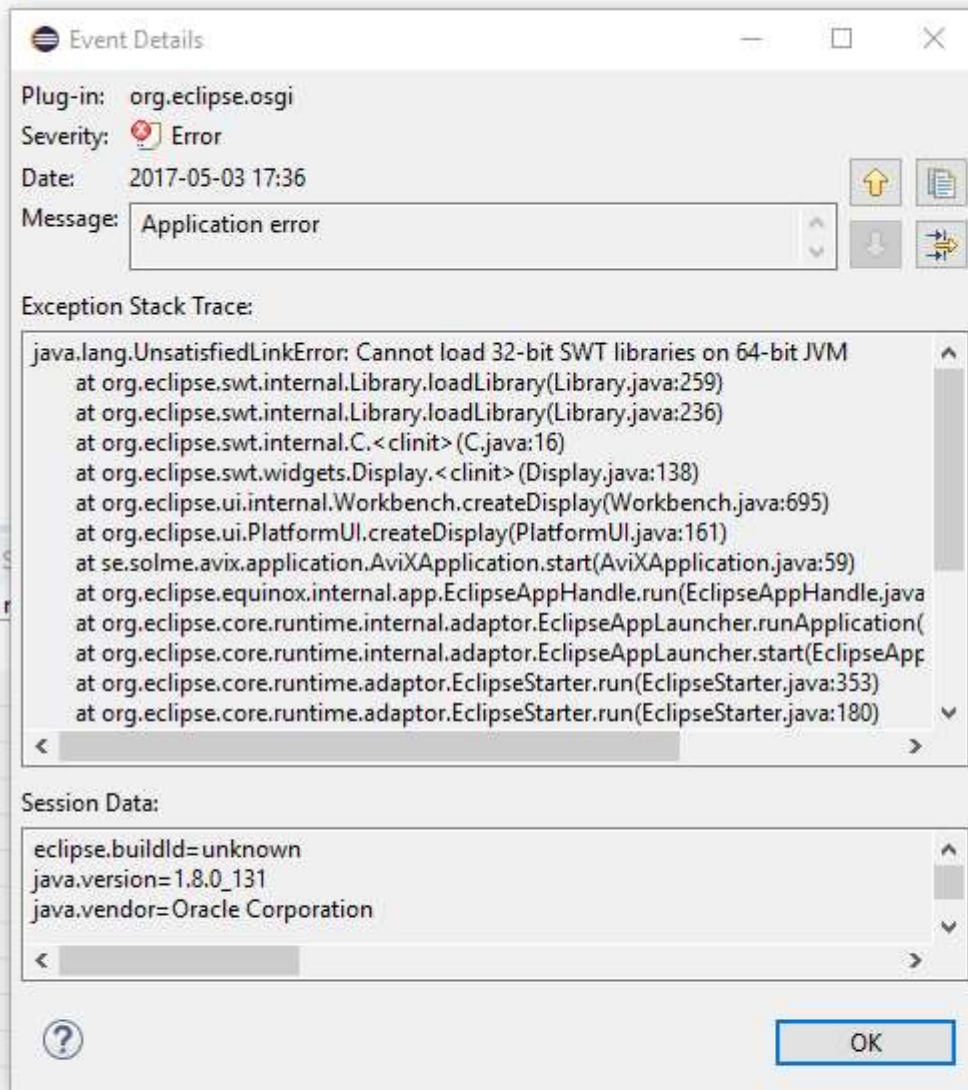 Event Details
Plug-in: org.eclipse.osgi
Severity: Error
Date: 2017-05-03 17:36
Message: Application error
Exception Stack Trace:
java.lang.UnsatisfiedLinkError: Cannot load 32-bit SWT libraries on 64-bit JVM
at org.eclipse.swt.internal.Library.loadLibrary(Library.java:259)
at org.eclipse.swt.internal.Library.loadLibrary(Library.java:236)
at org.eclipse.swt.internal.C.<clinit>(C.java:16)
at org.eclipse.swt.widgets.Display.<clinit>(Display.java:138)
at org.eclipse.ui.internal.Workbench.createDisplay(Workbench.java:695)
at org.eclipse.ui.PlatformUI.createDisplay(PlatformUI.java:161)
at se.solme.avix.application.AviXApplication.start(AviXApplication.java:59)
at org.eclipse.equinox.internal.app.EclipseAppHandle.run(EclipseAppHandle.java
at org.eclipse.core.runtime.internal.adaptor.EclipseAppLauncher.runApplication(
at org.eclipse.core.runtime.internal.adaptor.EclipseAppLauncher.start(EclipseApp
at org.eclipse.core.runtime.adaptor.EclipseStarter.run(EclipseStarter.java:353)
at org.eclipse.core.runtime.adaptor.EclipseStarter.run(EclipseStarter.java:180)
Session Data:
eclipse.buildId=unknown
java.version=1.8.0_131
java.vendor=Oracle Corporation
?
OK